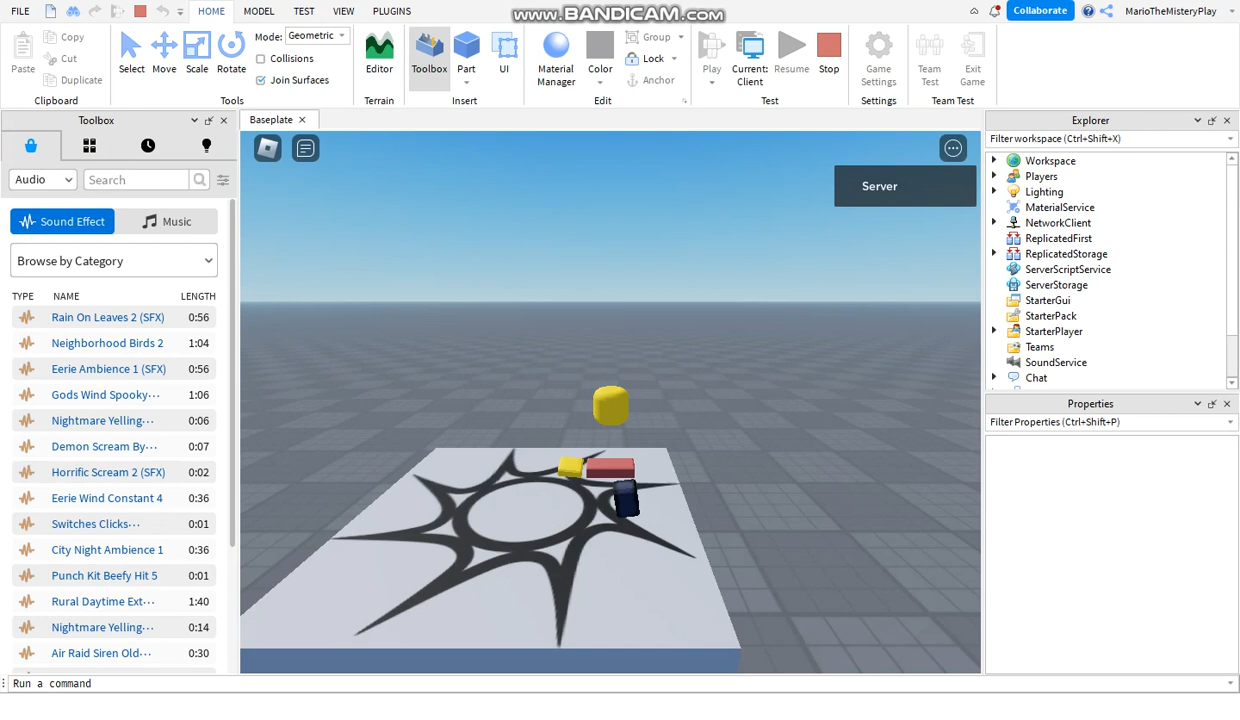 FILE HOME MODEL TEST VIEW PLUGINS www.BANDICAM.com Collaborate MarioTheMisteryPlay
Paste Copy Cut Duplicate Clipboard
Select Move Scale Rotate Mode: Geometric Collisions Join Surfaces Tools
Editor Terrain
Toolbox Part UI Insert
Material Manager Color Group Lock Anchor Edit
Play Current: Client Resume Stop Test
Game Settings Settings
Team Test Exit Game Team Test
Toolbox
Audio Search
Sound Effect Music
Browse by Category
TYPE NAME LENGTH
Rain On Leaves 2 (SFX) 0:56
Neighborhood Birds 2 1:04
Eerie Ambience 1 (SFX) 0:56
Gods Wind Spooky··· 1:06
Nightmare Yelling··· 0:06
Demon Scream By··· 0:07
Horrific Scream 2 (SFX) 0:02
Eerie Wind Constant 4 0:36
Switches Clicks··· 0:01
City Night Ambience 1 0:36
Punch Kit Beefy Hit 5 0:01
Rural Daytime Ext··· 1:40
Nightmare Yelling··· 0:14
Air Raid Siren Old··· 0:30
Baseplate
Server
Explorer
Filter workspace (Ctrl+Shift+X)
Workspace
Players
Lighting
MaterialService
NetworkClient
ReplicatedFirst
ReplicatedStorage
ServerScriptService
ServerStorage
StarterGui
StarterPack
StarterPlayer
Teams
SoundService
Chat
Properties
Filter Properties (Ctrl+Shift+P)
Run a command